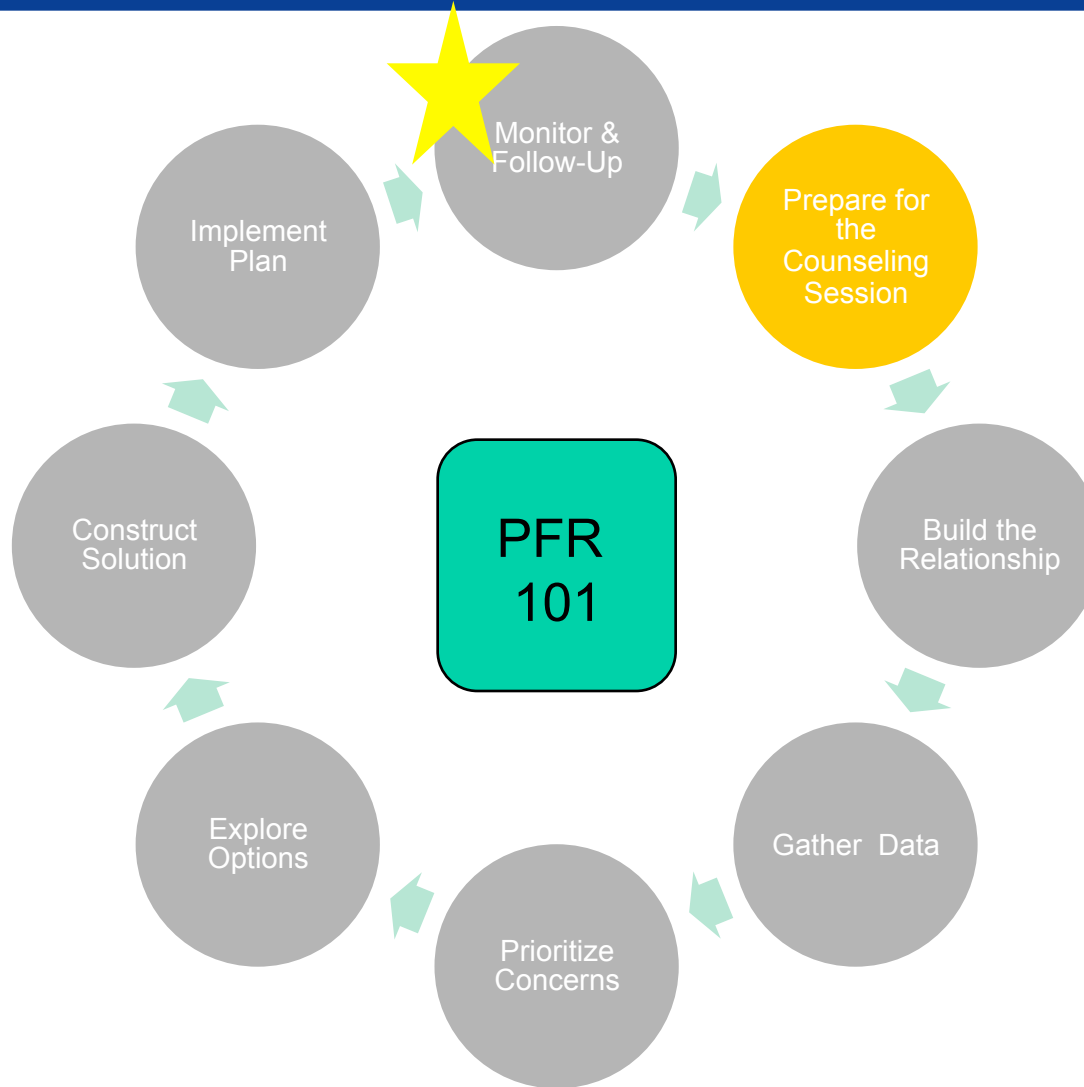 Monitor &
Follow-Up
Prepare for
the
Counseling
Session
Build the
Relationship
Gather Data
Prioritize
Concerns
Explore
Options
Construct
Solution
Implement
Plan
PFR
101